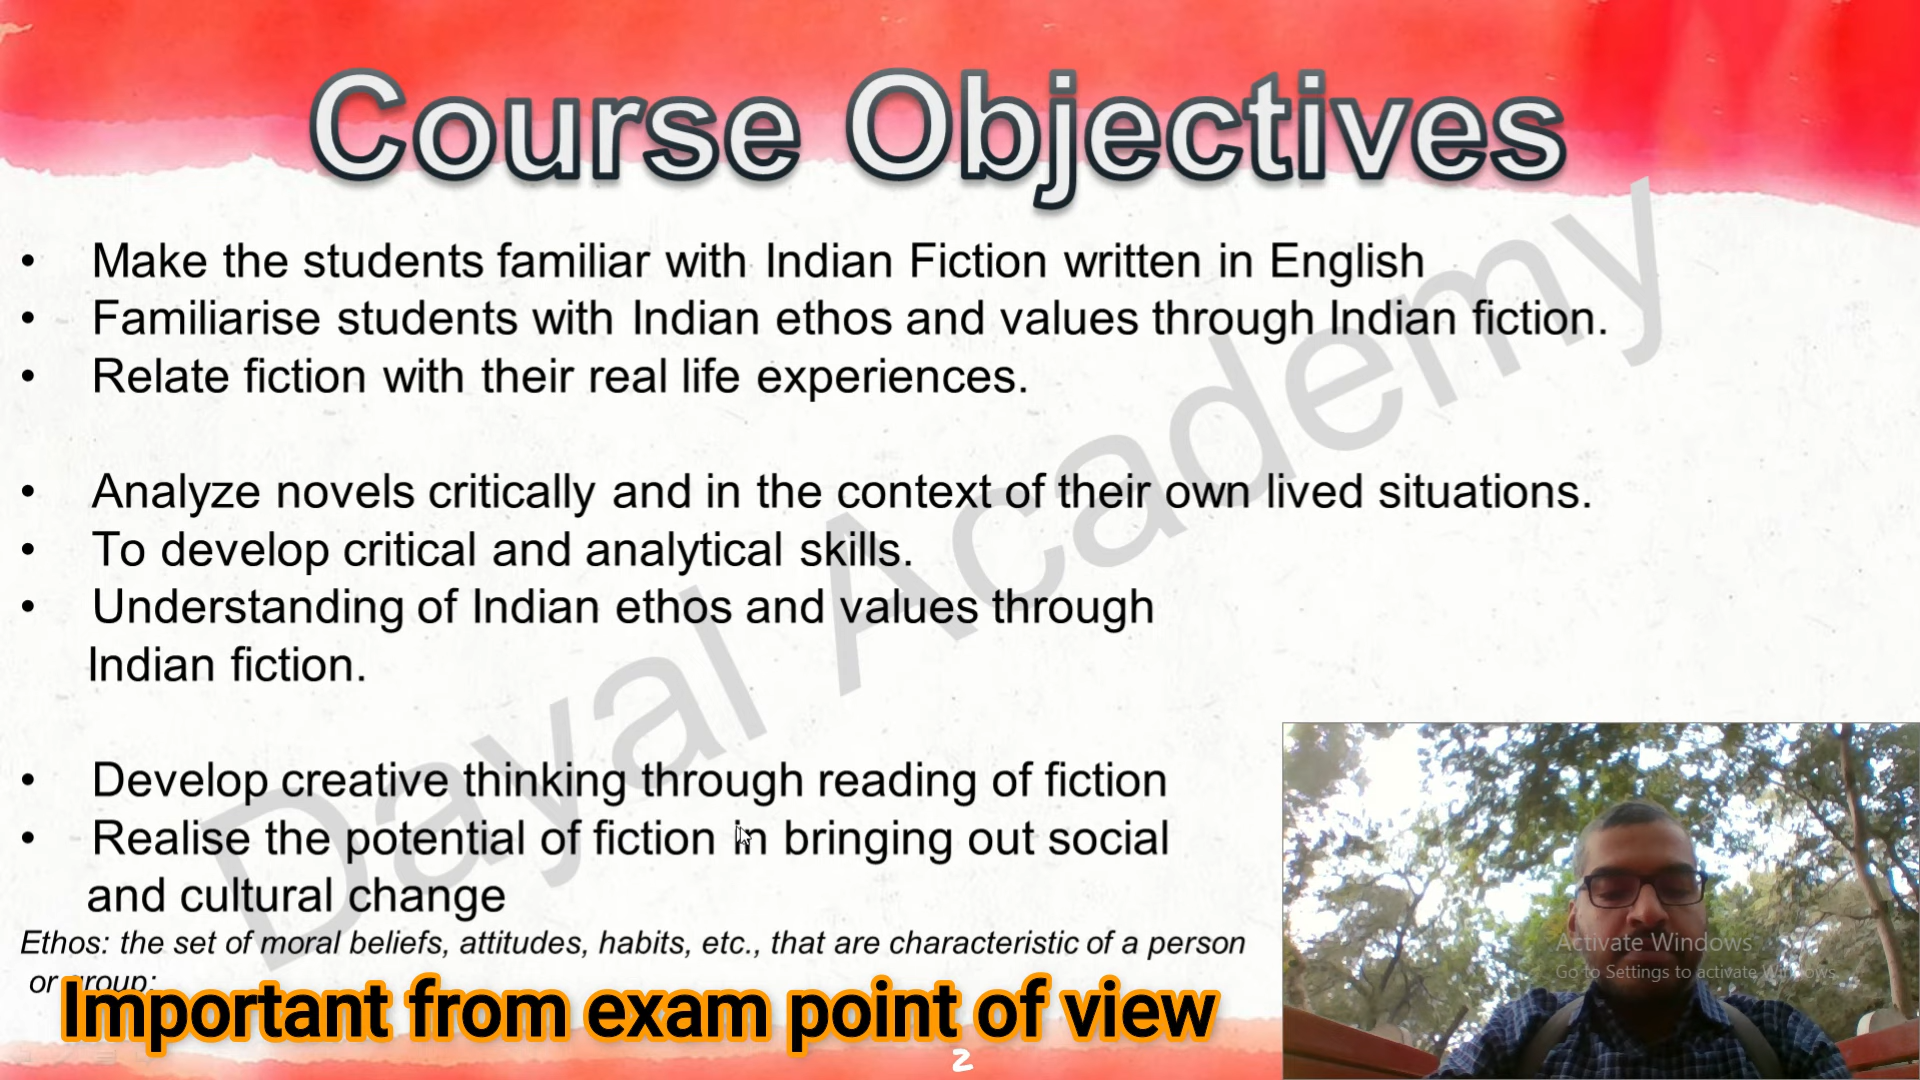 Course Objectives
• Make the students familiar with Indian Fiction written in English
• Familiarise students with Indian ethos and values through Indian fiction.
• Relate fiction with their real life experiences.
• Analyze novels critically and in the context of their own lived situations.
• To develop critical and analytical skills.
• Understanding of Indian ethos and values through
Indian fiction.
• Develop creative thinking through reading of fiction
• Realise the potential of fiction in bringing out social
and cultural change
Ethos: the set of moral beliefs, attitudes, habits, etc., that are characteristic of a person
or group:
Important from exam point of view
2
Dayal Academy
Activate Windows
Go to Settings to activate Windows.